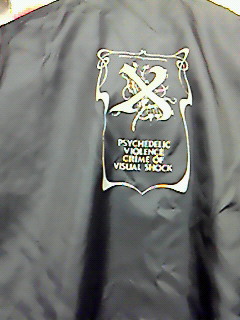 X
PSYCHEDELIC
VIOLENCE
CRIME OF
VISUAL SHOCK